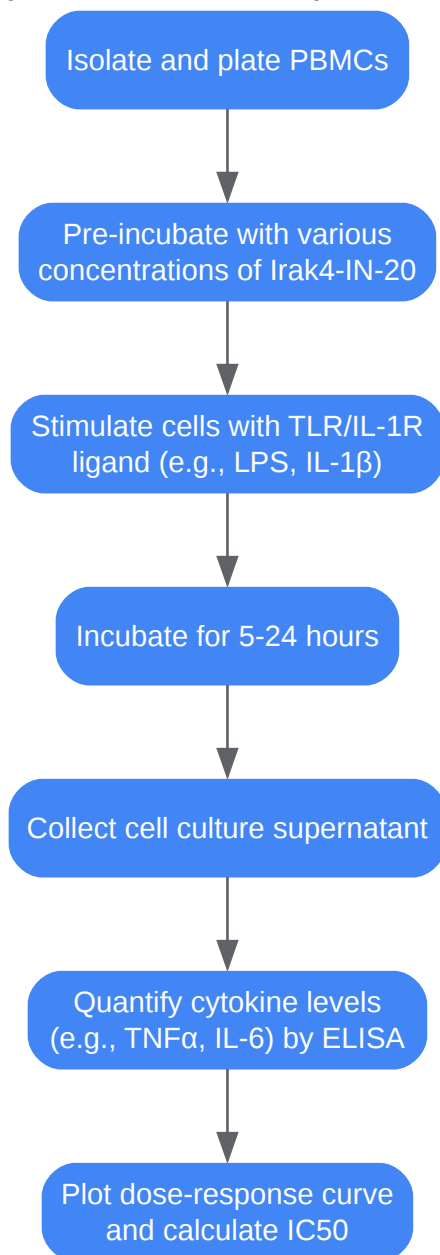 Isolate and plate PBMCs
Pre-incubate with various
concentrations of Irak4-IN-20
Stimulate cells with TLR/IL-1R
ligand (e.g., LPS, IL-1β)
Incubate for 5-24 hours
Collect cell culture supernatant
Quantify cytokine levels
(e.g., TNFα, IL-6) by ELISA
Plot dose-response curve
and calculate IC50